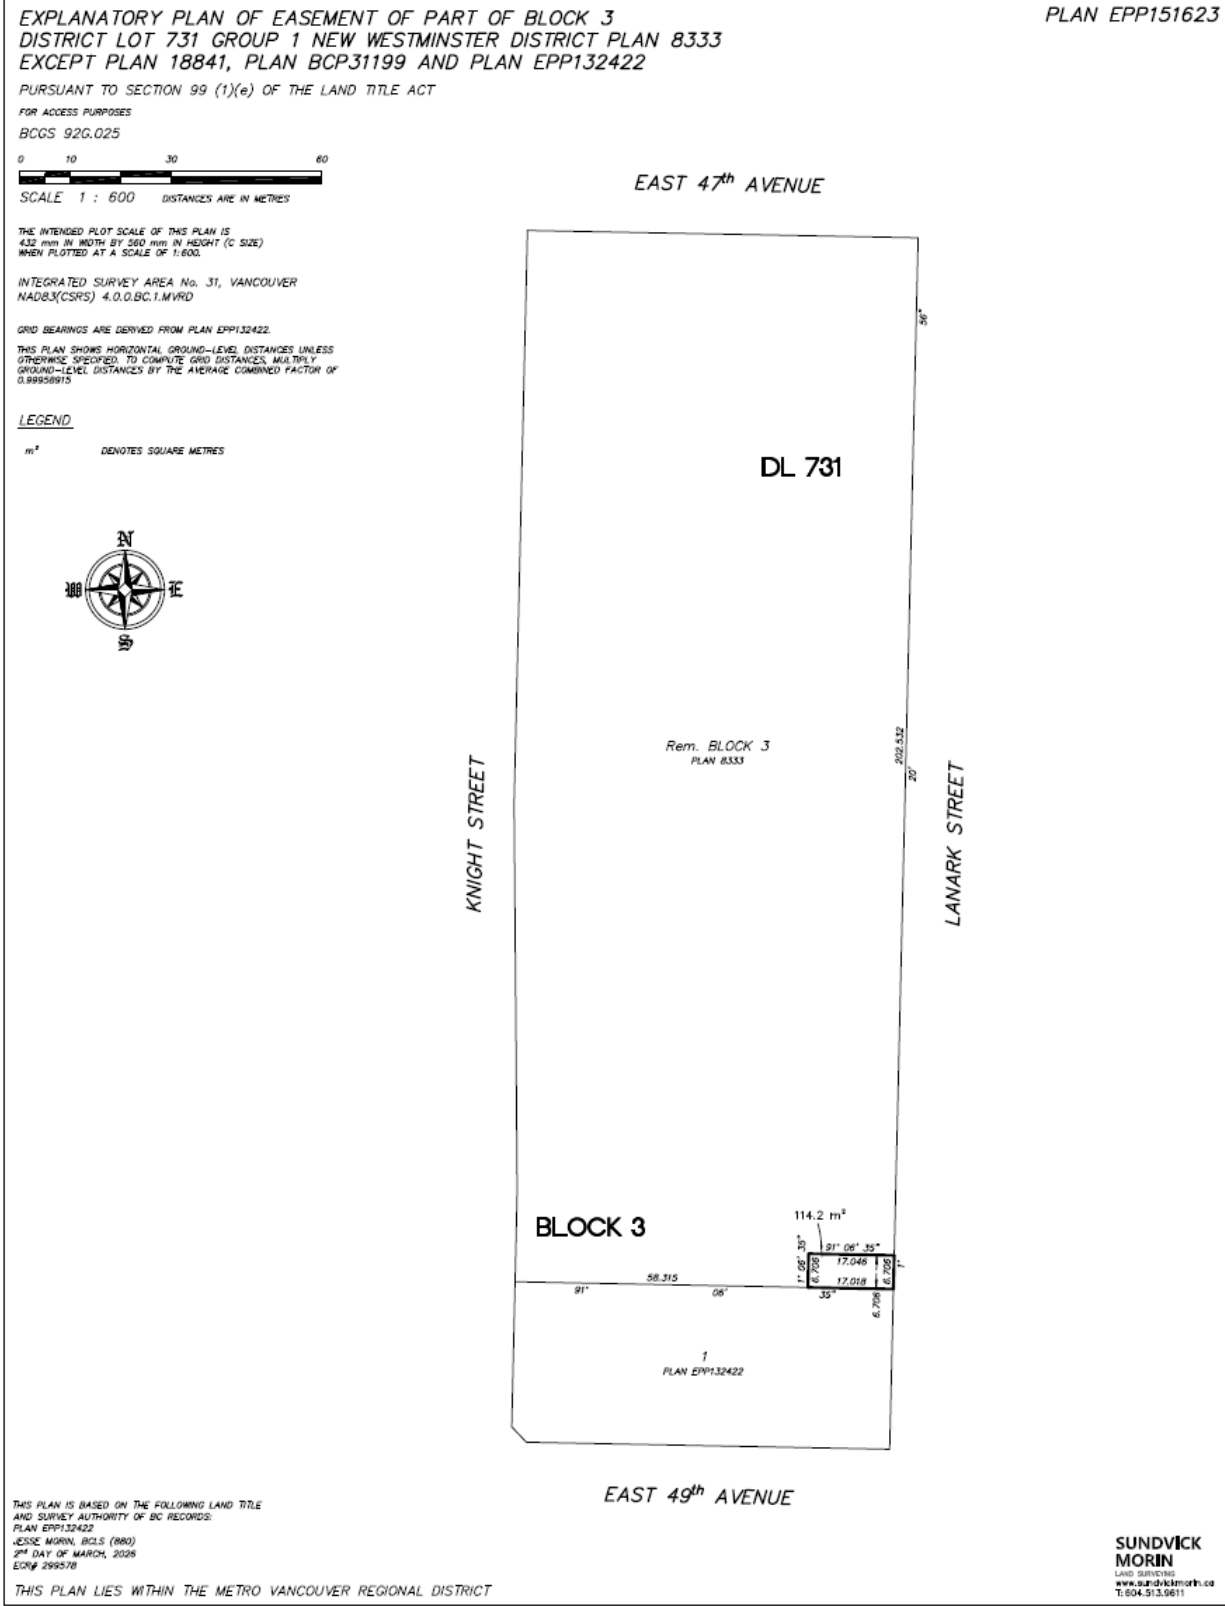 EXPLANATORY PLAN OF EASEMENT OF PART OF BLOCK 3
DISTRICT LOT 731 GROUP 1 NEW WESTMINSTER DISTRICT PLAN 8333
EXCEPT PLAN 18841, PLAN BCP31199 AND PLAN EPP132422
PLAN EPP151623
PURSUANT TO SECTION 99 (1)(e) OF THE LAND TITLE ACT
FOR ACCESS PURPOSES
BCGS 92G.025
0 10 30 60
SCALE 1 : 600 DISTANCES ARE IN METRES
THE INTENDED PLOT SCALE OF THIS PLAN IS
432 mm IN WIDTH BY 560 mm IN HEIGHT (C SIZE)
WHEN PLOTTED AT A SCALE OF 1:600.
INTEGRATED SURVEY AREA No. 31, VANCOUVER
NAD83(CSRS) 4.0.0.BC.1.MVRD
GRID BEARINGS ARE DERIVED FROM PLAN EPP132422.
THIS PLAN SHOWS HORIZONTAL GROUND-LEVEL DISTANCES UNLESS
OTHERWISE SPECIFIED. TO COMPUTE GRID DISTANCES, MULTIPLY
GROUND-LEVEL DISTANCES BY THE AVERAGE COMBINED FACTOR OF
0.99958915
LEGEND
m² DENOTES SQUARE METRES
N
W E
S
EAST 47th AVENUE
56"
DL 731
Rem. BLOCK 3
PLAN 8333
202.532
20'
KNIGHT STREET
LANARK STREET
BLOCK 3
114.2 m²
91° 06' 35"
1° 06' 35"
6.706
17.046
6.706
1°
17.018
58.315
91° 06' 35"
6.706
1
PLAN EPP132422
EAST 49th AVENUE
THIS PLAN IS BASED ON THE FOLLOWING LAND TITLE
AND SURVEY AUTHORITY OF BC RECORDS:
PLAN EPP132422
JESSE MORIN, BCLS (880)
2ND DAY OF MARCH, 2026
ECR# 299578
THIS PLAN LIES WITHIN THE METRO VANCOUVER REGIONAL DISTRICT
SUNDVICK
MORIN
LAND SURVEYING
www.sundvickmorin.ca
T: 604.513.9611